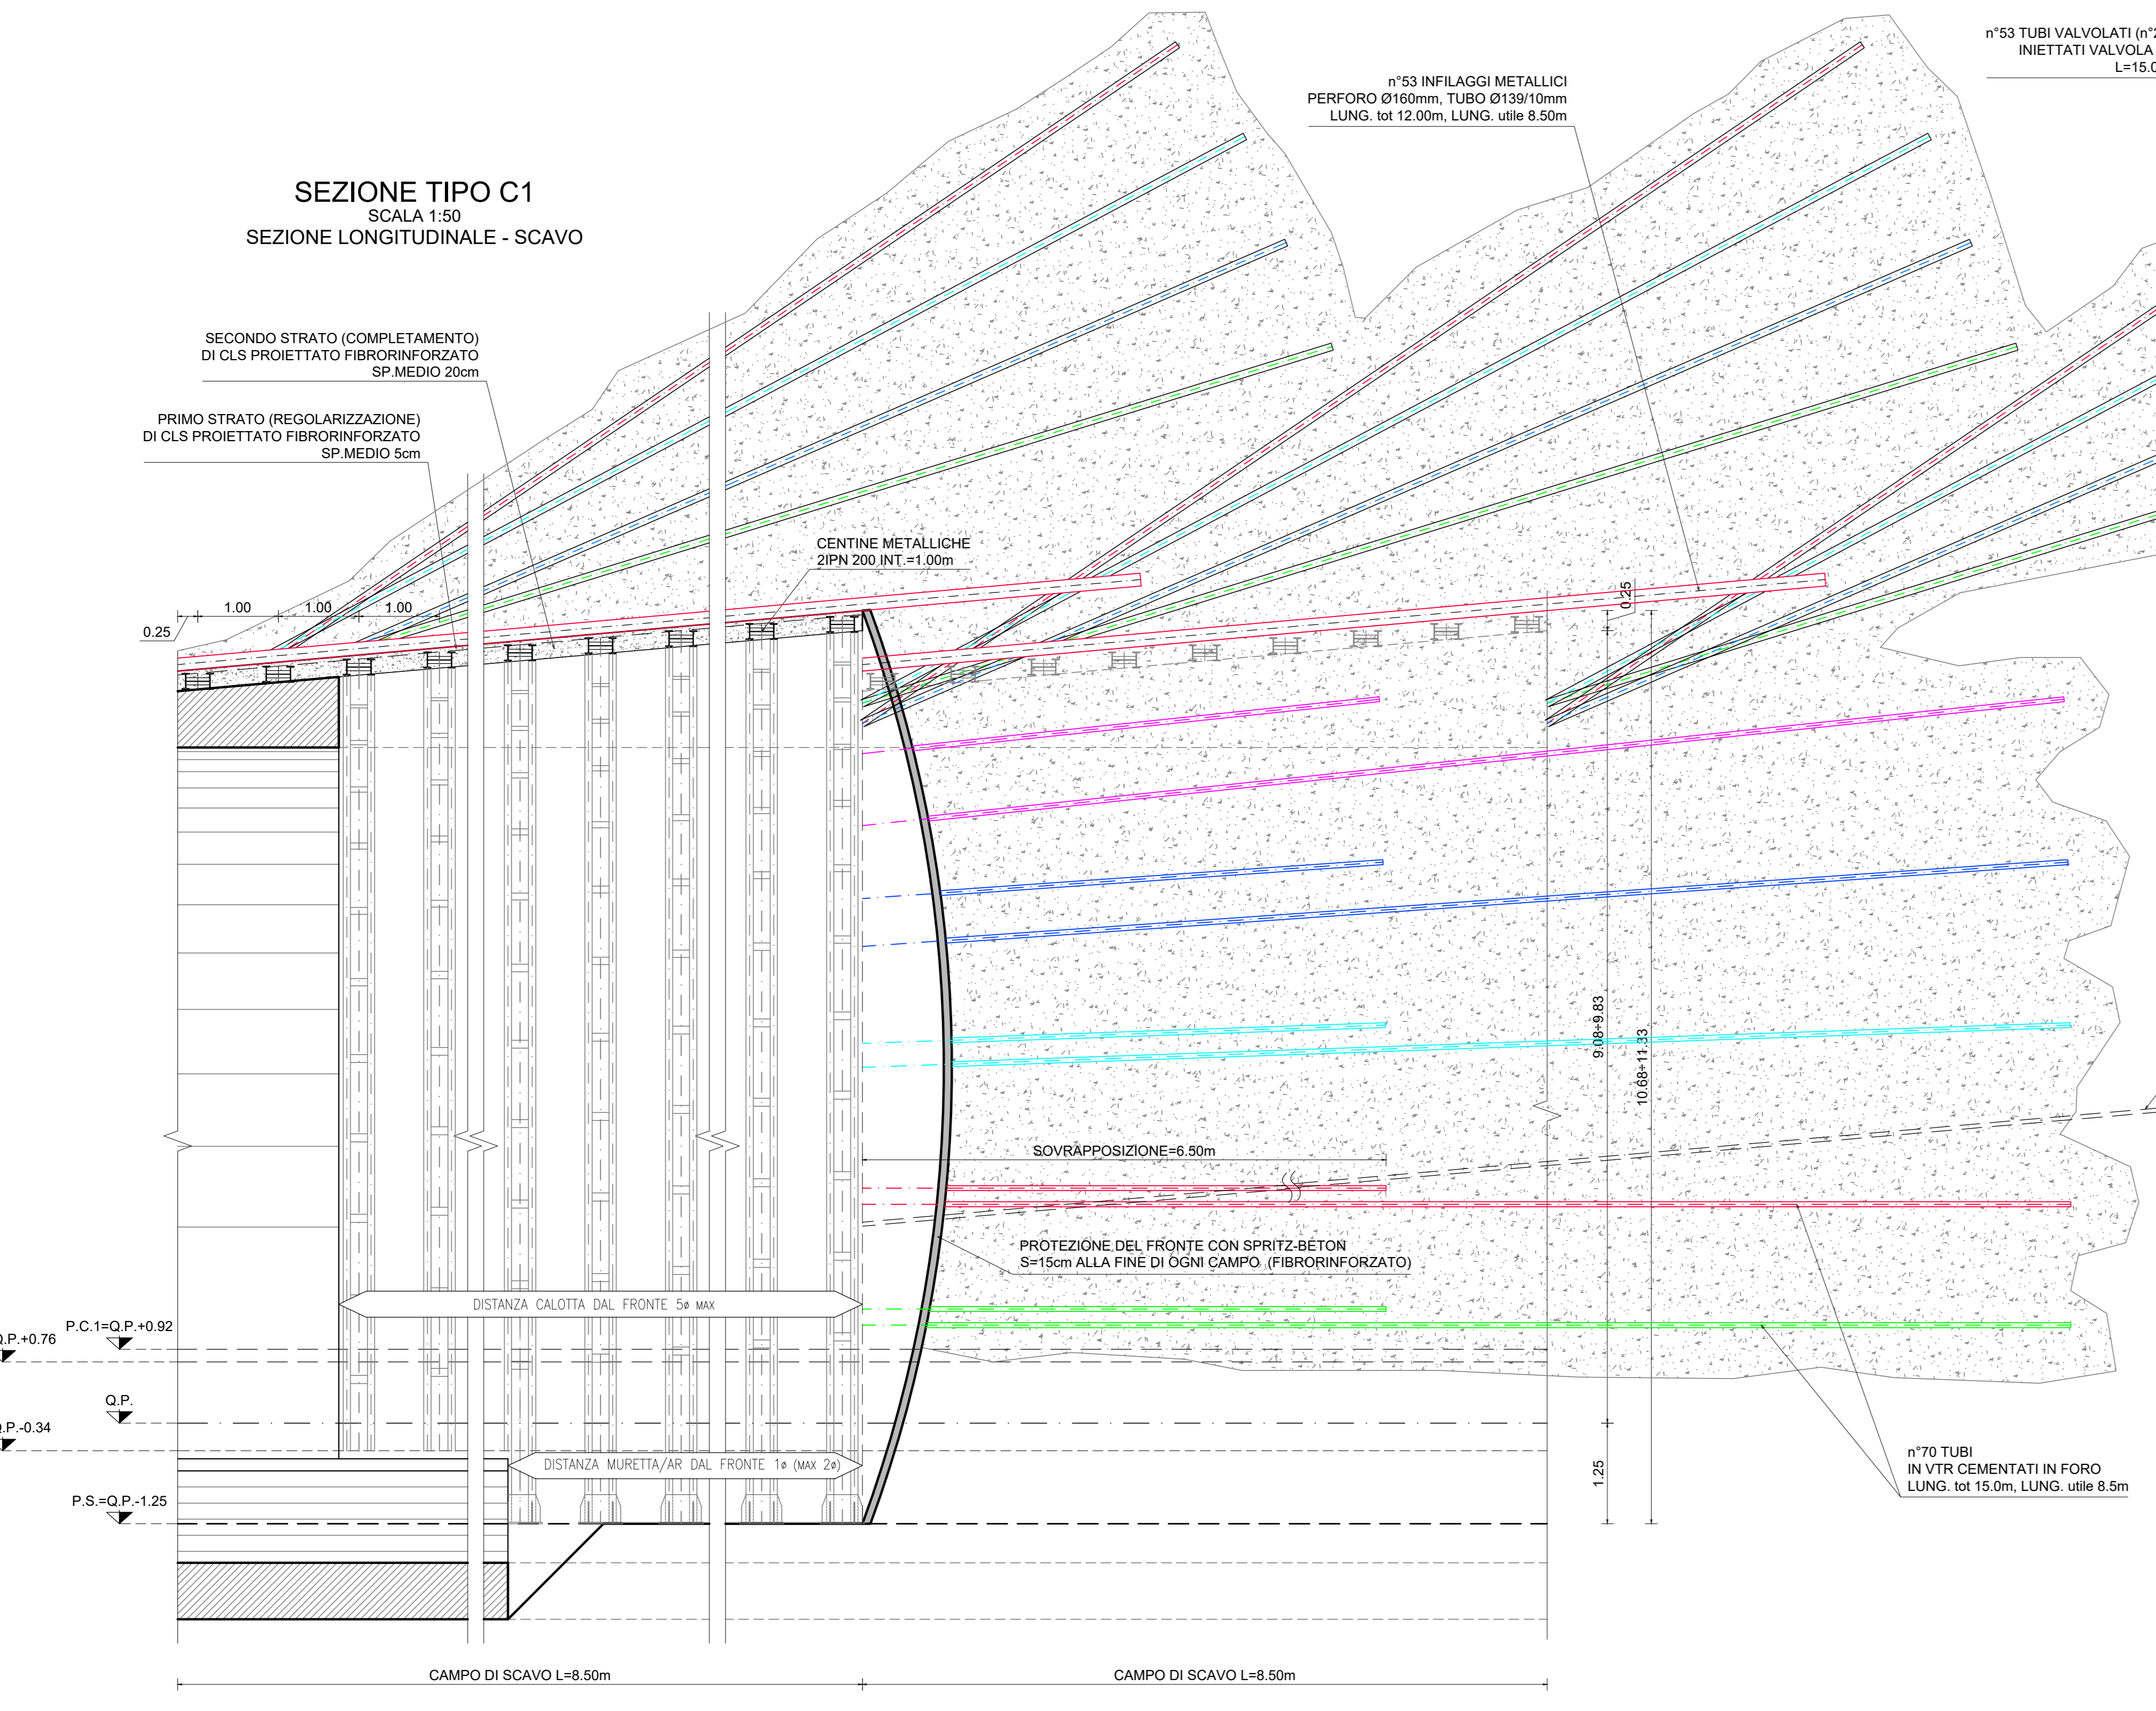 n°53 TUBI VALVOLATI (n°2
INIETTATI VALVOLA
L=15.0
n°53 INFILAGGI METALLICI
PERFORO Ø160mm, TUBO Ø139/10mm
LUNG. tot 12.00m, LUNG. utile 8.50m
SEZIONE TIPO C1
SCALA 1:50
SEZIONE LONGITUDINALE - SCAVO
SECONDO STRATO (COMPLETAMENTO)
DI CLS PROIETTATO FIBRORINFORZATO
SP.MEDIO 20cm
PRIMO STRATO (REGOLARIZZAZIONE)
DI CLS PROIETTATO FIBRORINFORZATO
SP.MEDIO 5cm
CENTINE METALLICHE
2IPN 200 INT.=1.00m
0.25
1.00
1.00
1.00
0.25
9.08÷9.83
10.68÷11.33
SOVRAPPOSIZIONE=6.50m
PROTEZIONE DEL FRONTE CON SPRITZ-BETON
S=15cm ALLA FINE DI OGNI CAMPO (FIBRORINFORZATO)
DISTANZA CALOTTA DAL FRONTE 5ø MAX
P.C.1=Q.P.+0.92
Q.P.+0.76
Q.P.
Q.P.-0.34
DISTANZA MURETTA/AR DAL FRONTE 1ø (MAX 2ø)
P.S.=Q.P.-1.25
1.25
n°70 TUBI
IN VTR CEMENTATI IN FORO
LUNG. tot 15.0m, LUNG. utile 8.5m
CAMPO DI SCAVO L=8.50m
CAMPO DI SCAVO L=8.50m